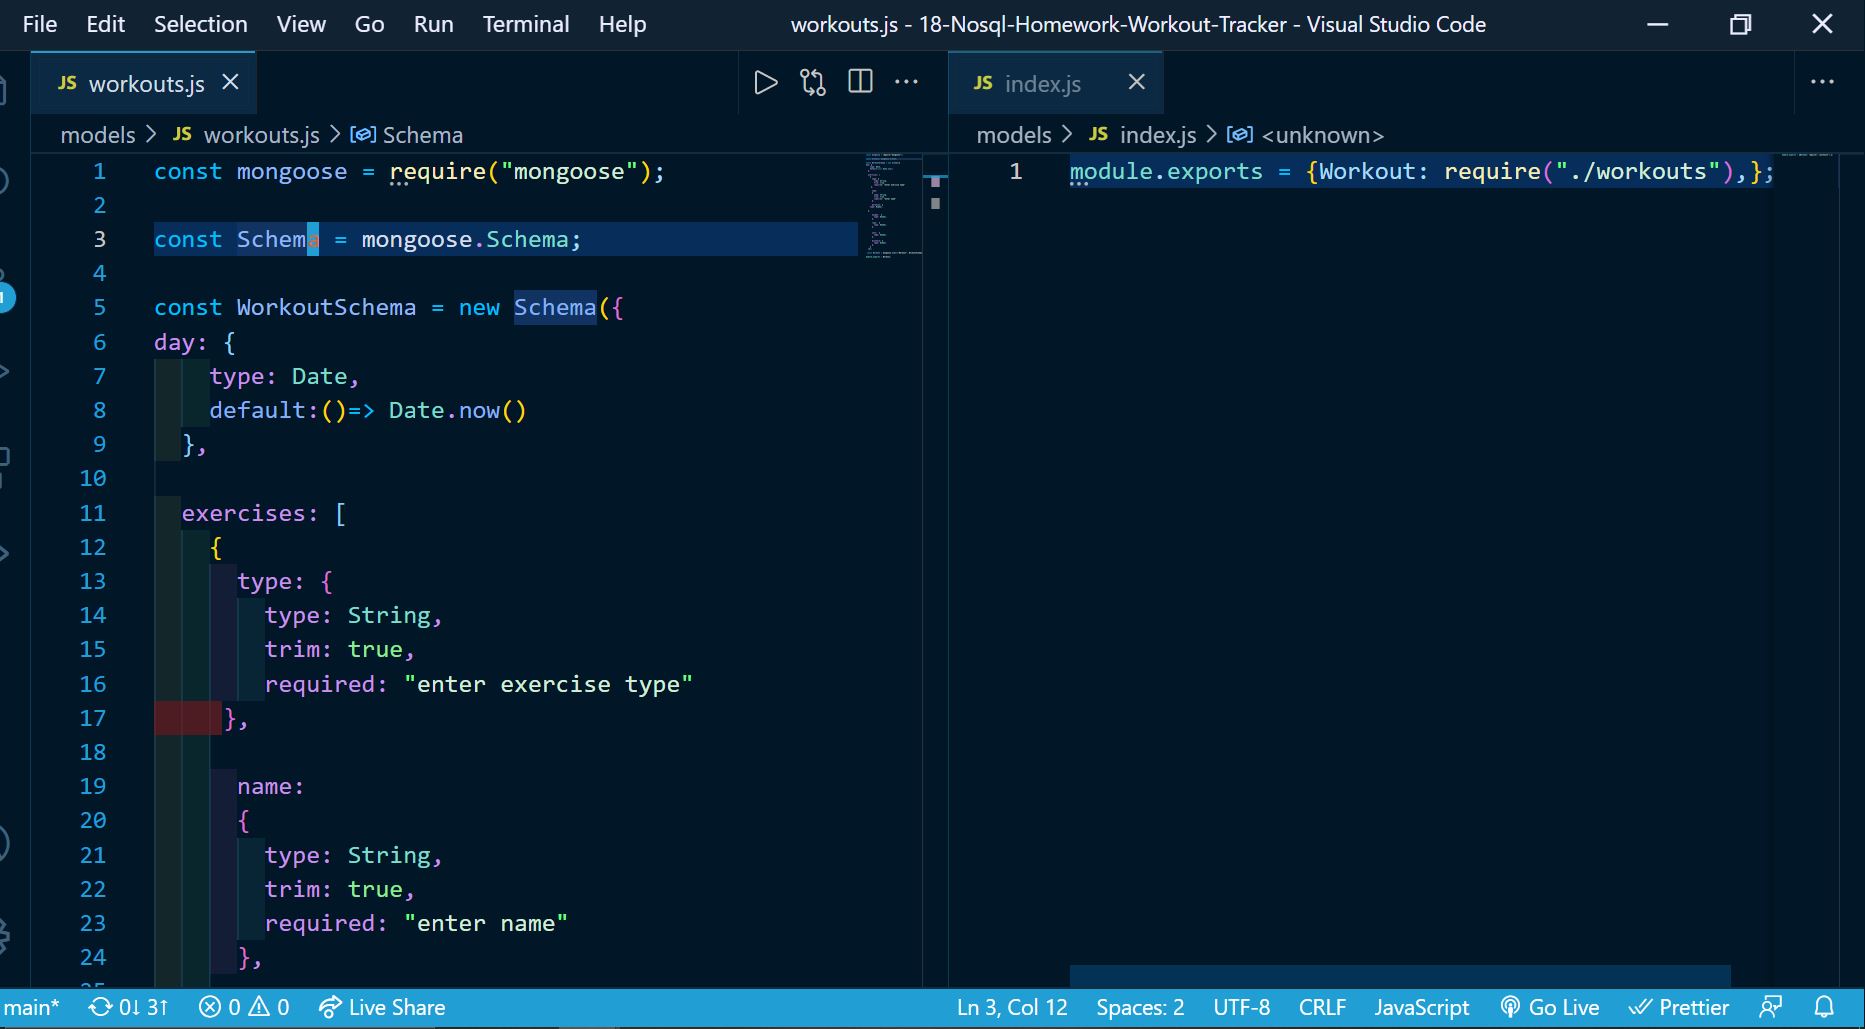 File Edit Selection View Go Run Terminal Help workouts.js - 18-Nosql-Homework-Workout-Tracker - Visual Studio Code
JS workouts.js
models > JS workouts.js > Schema
1 const mongoose = require("mongoose");
2
3 const Schema = mongoose.Schema;
4
5 const WorkoutSchema = new Schema({
6 day: {
7 type: Date,
8 default:()=> Date.now()
9 },
10
11 exercises: [
12 {
13 type: {
14 type: String,
15 trim: true,
16 required: "enter exercise type"
17 },
18
19 name:
20 {
21 type: String,
22 trim: true,
23 required: "enter name"
24 },
JS index.js
models > JS index.js > <unknown>
1 module.exports = {Workout: require("./workouts"),};
main* 0↓ 3↑ 0 0 Live Share Ln 3, Col 12 Spaces: 2 UTF-8 CRLF JavaScript Go Live Prettier